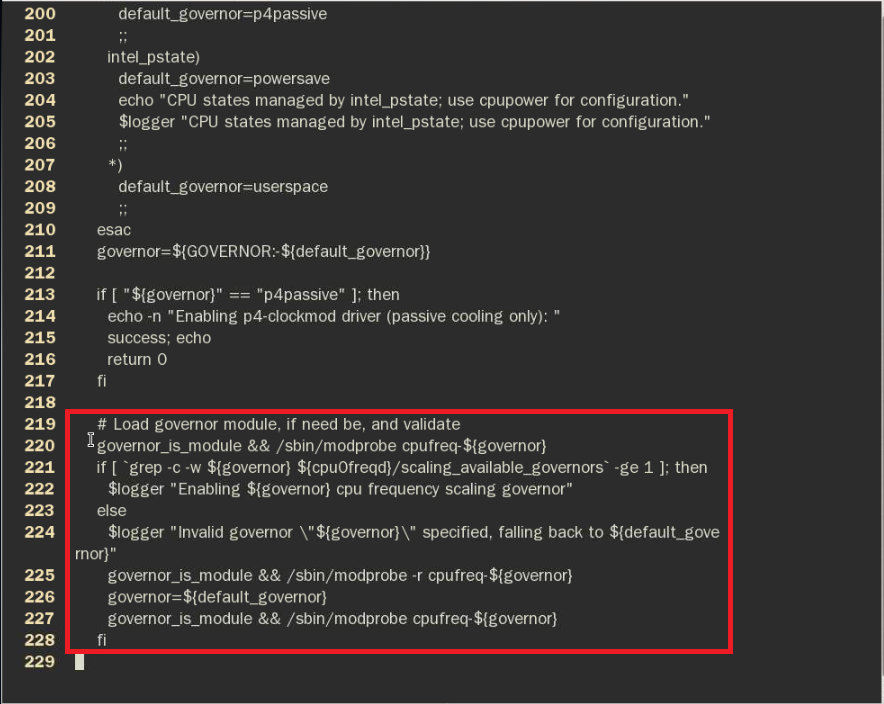 200 default_governor=p4passive
201 ;;
202 intel_pstate)
203 default_governor=powersave
204 echo "CPU states managed by intel_pstate; use cpupower for configuration."
205 $logger "CPU states managed by intel_pstate; use cpupower for configuration."
206 ;;
207 *)
208 default_governor=userspace
209 ;;
210 esac
211 governor=${GOVERNOR:-${default_governor}}
212
213 if [ "${governor}" == "p4passive" ]; then
214 echo -n "Enabling p4-clockmod driver (passive cooling only): "
215 success; echo
216 return 0
217 fi
218
219 # Load governor module, if need be, and validate
220 governor_is_module && /sbin/modprobe cpufreq-${governor}
221 if [ `grep -c -w ${governor} ${cpu0freqd}/scaling_available_governors` -ge 1 ]; then
222 $logger "Enabling ${governor} cpu frequency scaling governor"
223 else
224 $logger "Invalid governor \"${governor}\" specified, falling back to ${default_gove
rnor}"
225 governor_is_module && /sbin/modprobe -r cpufreq-${governor}
226 governor=${default_governor}
227 governor_is_module && /sbin/modprobe cpufreq-${governor}
228 fi
229